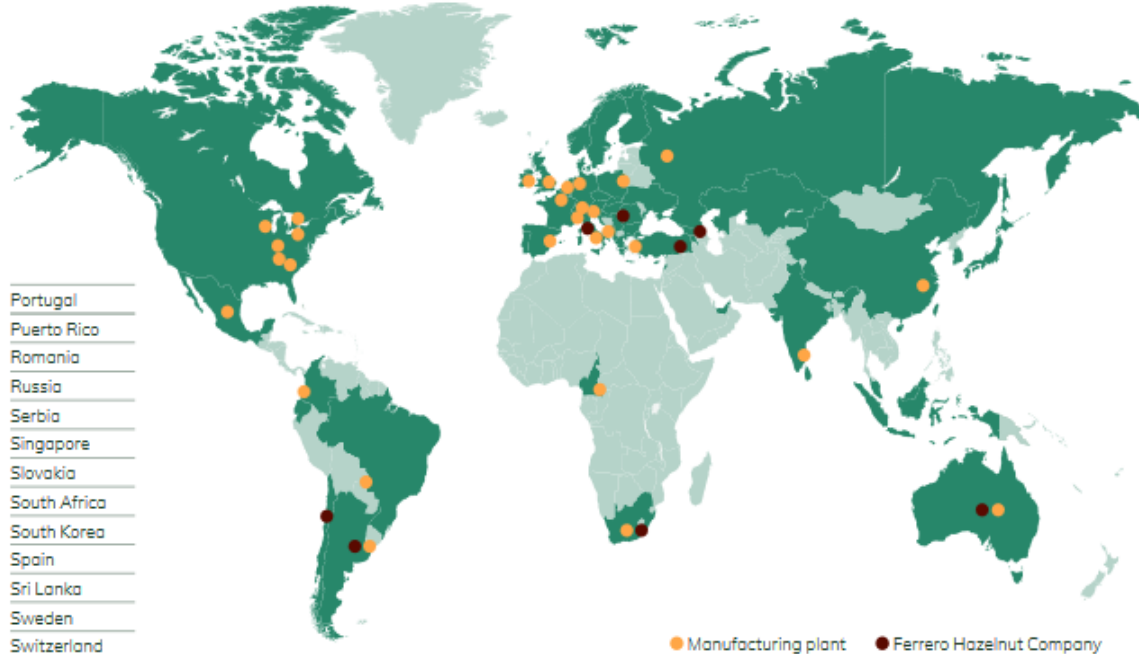 Portugal
Puerto Rico
Romania
Russia
Serbia
Singapore
Slovakia
South Africa
South Korea
Spain
Sri Lanka
Sweden
Switzerland
Manufacturing plant
Ferrero Hazelnut Company